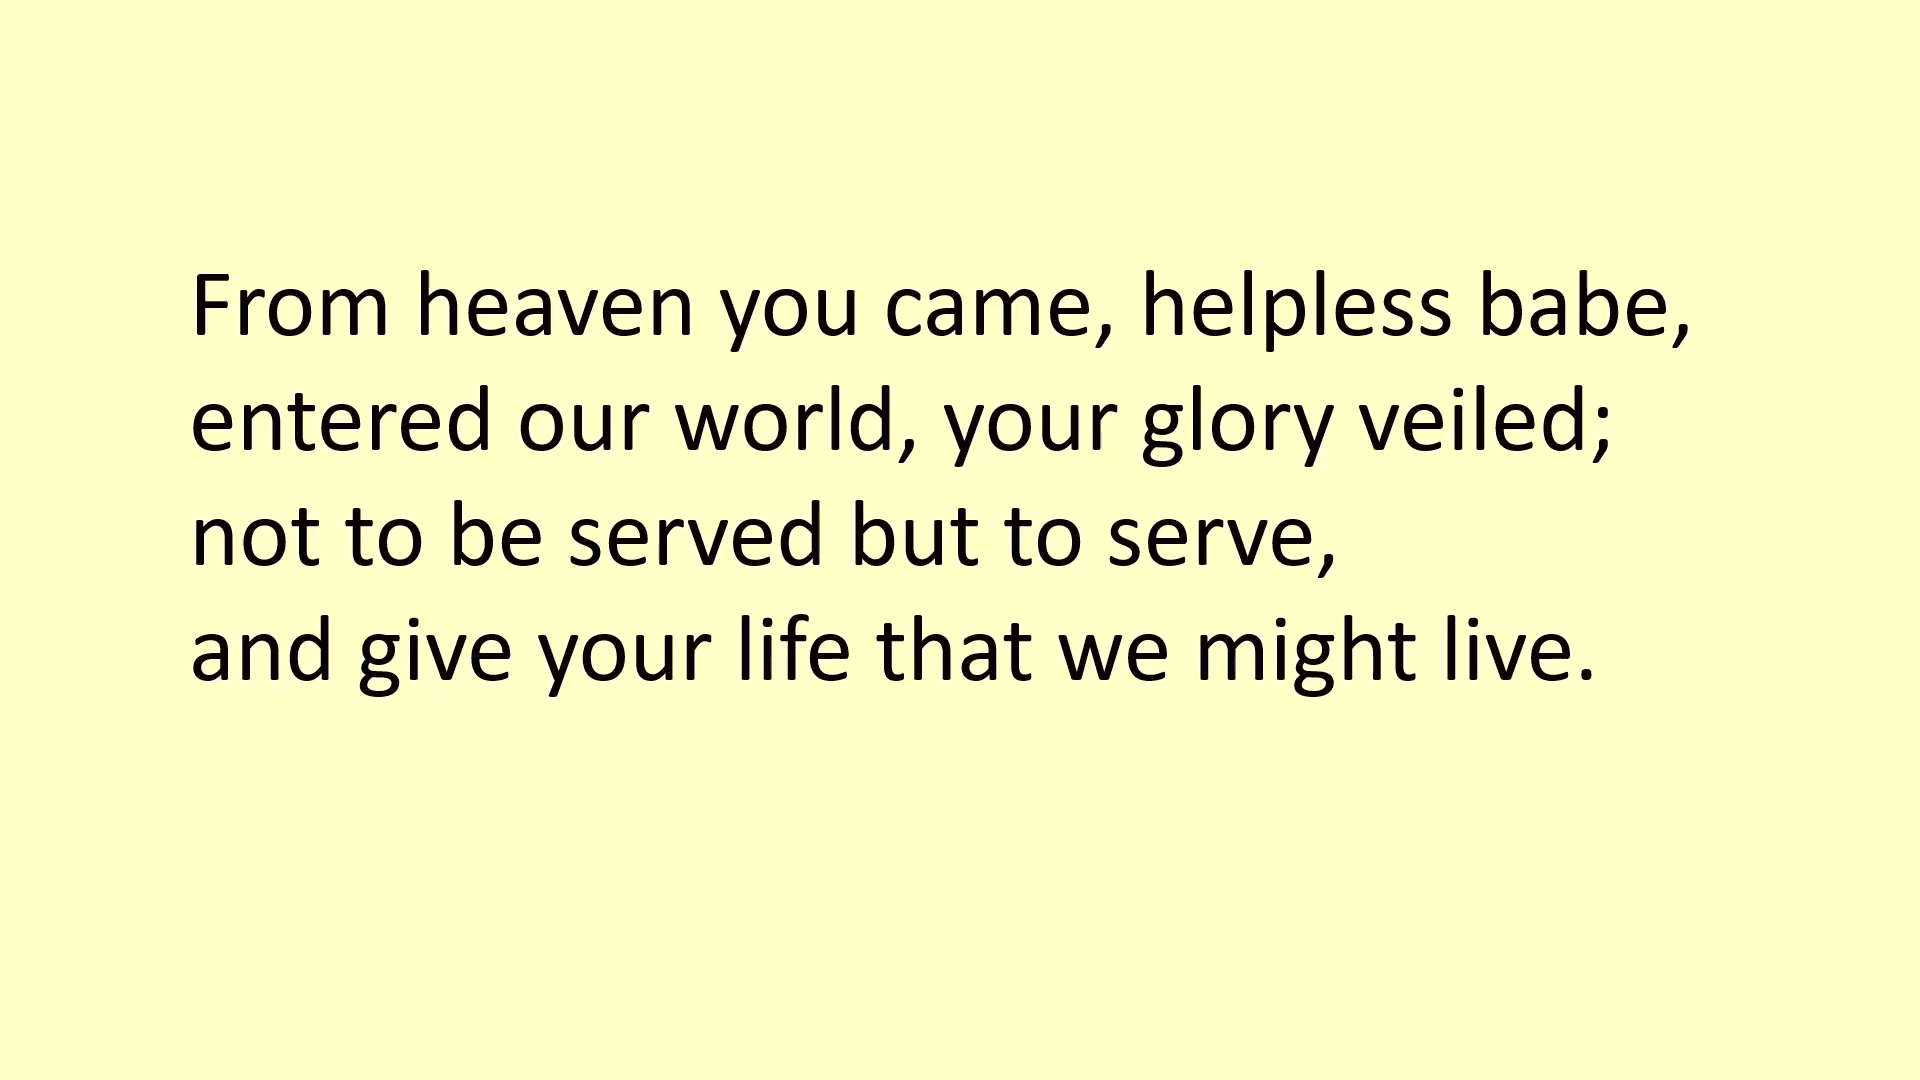 From heaven you came, helpless babe,
entered our world, your glory veiled;
not to be served but to serve,
and give your life that we might live.